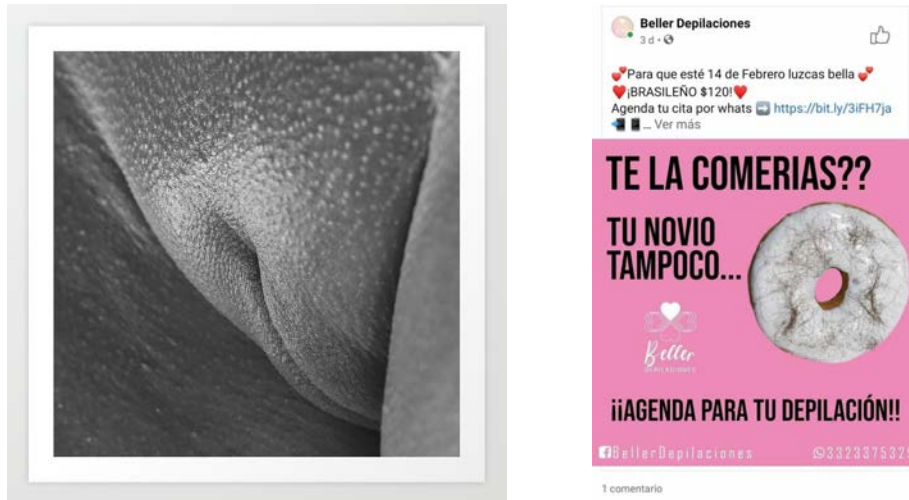 Beller Depilaciones
3 d
💕Para que esté 14 de Febrero luzcas bella 💕
❤️¡BRASILEÑO $120!❤️
Agenda tu cita por whats ➡️ https://bit.ly/3iFH7ja
📲 📱... Ver más
TE LA COMERIAS??
TU NOVIO
TAMPOCO...
Beller
DEPILACIONES
¡¡AGENDA PARA TU DEPILACIÓN!!
BellerDepilaciones
1 comentario